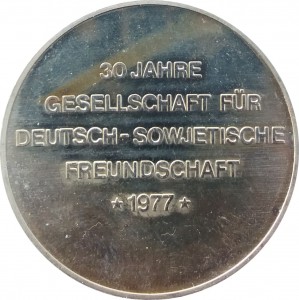 30 JAHRE
GESELLSCHAFT FÜR
DEUTSCH-SOWJETISCHE
FREUNDSCHAFT
* 1977 *